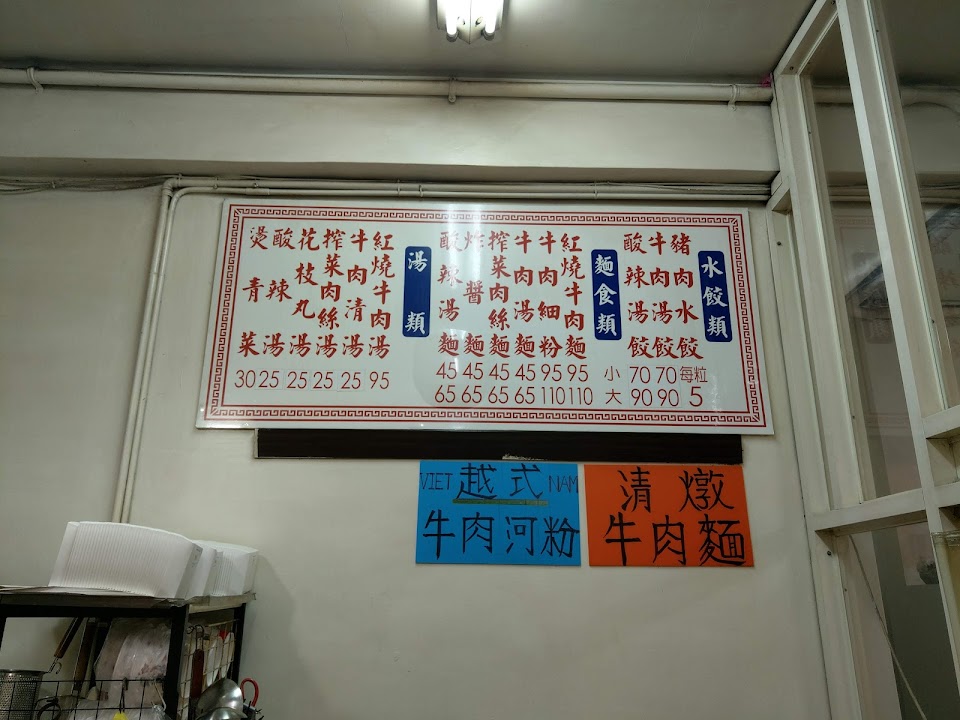 水餃類
豬肉水餃
每粒
5
牛肉湯餃
70
90
酸辣湯餃
70
90
小
大
麵食類
紅燒牛肉麵
95
110
牛肉細粉
95
110
牛肉湯麵
45
65
榨菜肉絲麵
45
65
炸醬麵
45
65
酸辣湯麵
45
65
湯類
紅燒牛肉湯
95
牛肉清湯
25
榨菜肉絲湯
25
花枝丸湯
25
酸辣湯
25
燙青菜
30
VIET 越式 NAM
牛肉河粉
清燉
牛肉麵